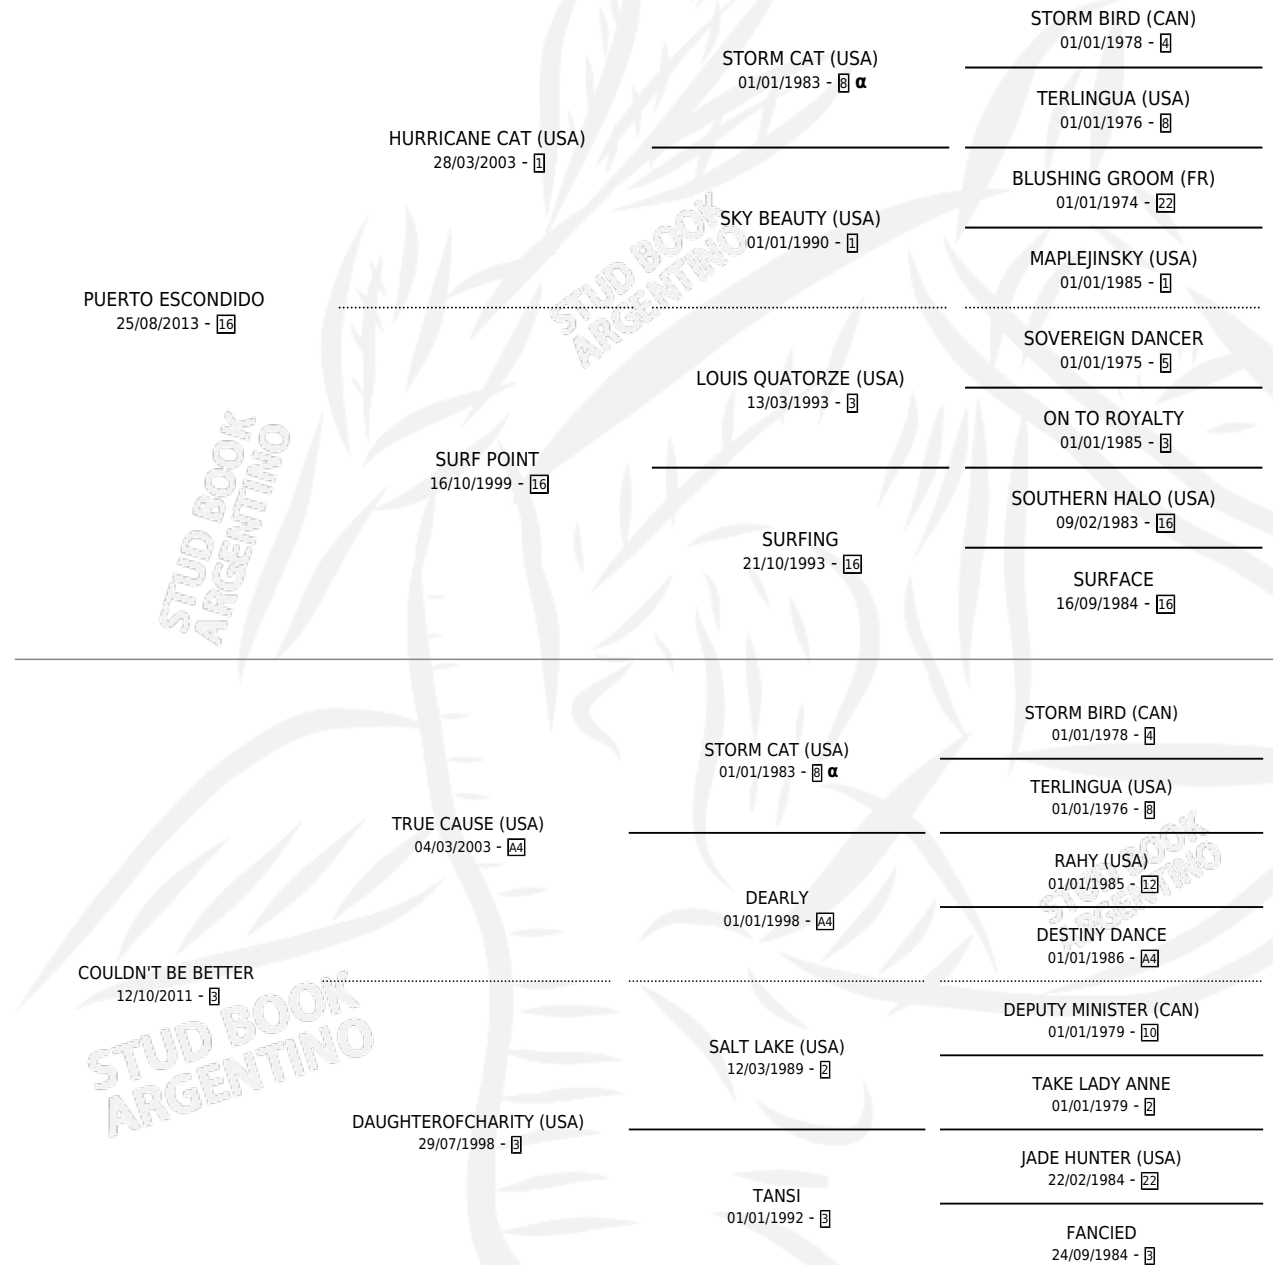 STORM BIRD (CAN)
01/01/1978 - 4
STORM CAT (USA)
01/01/1983 - 8 α
TERLINGUA (USA)
01/01/1976 - 8
HURRICANE CAT (USA)
28/03/2003 - 1
BLUSHING GROOM (FR)
01/01/1974 - 22
SKY BEAUTY (USA)
01/01/1990 - 1
MAPLEJINSKY (USA)
01/01/1985 - 1
PUERTO ESCONDIDO
25/08/2013 - 16
SOVEREIGN DANCER
01/01/1975 - 5
LOUIS QUATORZE (USA)
13/03/1993 - 3
ON TO ROYALTY
01/01/1985 - 3
SURF POINT
16/10/1999 - 16
SOUTHERN HALO (USA)
09/02/1983 - 16
SURFING
21/10/1993 - 16
SURFACE
16/09/1984 - 16
STORM BIRD (CAN)
01/01/1978 - 4
STORM CAT (USA)
01/01/1983 - 8 α
TERLINGUA (USA)
01/01/1976 - 8
TRUE CAUSE (USA)
04/03/2003 - A4
RAHY (USA)
01/01/1985 - 12
DEARLY
01/01/1998 - A4
DESTINY DANCE
01/01/1986 - A4
COULDN'T BE BETTER
12/10/2011 - 3
DEPUTY MINISTER (CAN)
01/01/1979 - 10
SALT LAKE (USA)
12/03/1989 - 2
TAKE LADY ANNE
01/01/1979 - 2
DAUGHTEROFCHARITY (USA)
29/07/1998 - 3
JADE HUNTER (USA)
22/02/1984 - 22
TANSI
01/01/1992 - 3
FANCIED
24/09/1984 - 3
STUD BOOK
ARGENTINO
STUD BOOK
ARGENTINO
STUD BOOK
ARGENTINO
STUD BOOK
ARGENTINO